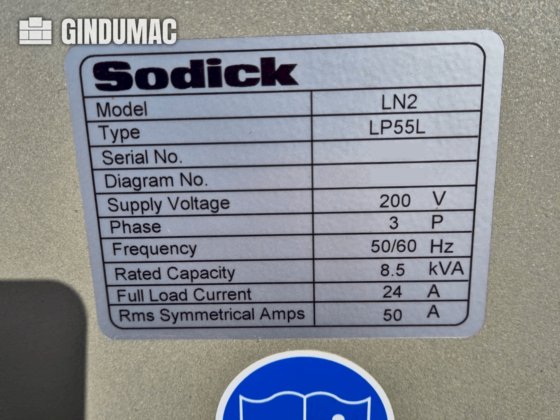 GINDUMAC
Sodick
Model LN2
Type LP55L
Serial No.
Diagram No.
Supply Voltage 200 V
Phase 3 P
Frequency 50/60 Hz
Rated Capacity 8.5 kVA
Full Load Current 24 A
Rms Symmetrical Amps 50 A